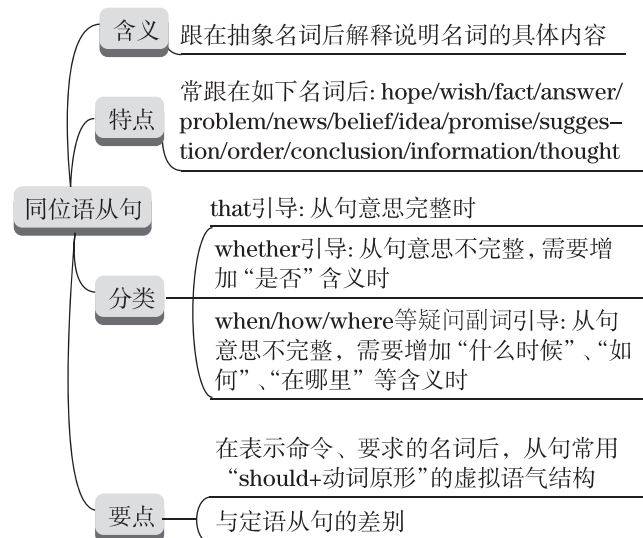 含义
跟在抽象名词后解释说明名词的具体内容
特点
常跟在如下名词后: hope/wish/fact/answer/
problem/news/belief/idea/promise/sugges-
tion/order/conclusion/information/thought
同位语从句
分类
that引导: 从句意思完整时
whether引导: 从句意思不完整, 需要增
加“是否”含义时
when/how/where等疑问副词引导: 从句
意思不完整, 需要增加“什么时候”、“如
何”、“在哪里”等含义时
要点
在表示命令、要求的名词后, 从句常用
“should+动词原形”的虚拟语气结构
与定语从句的差别